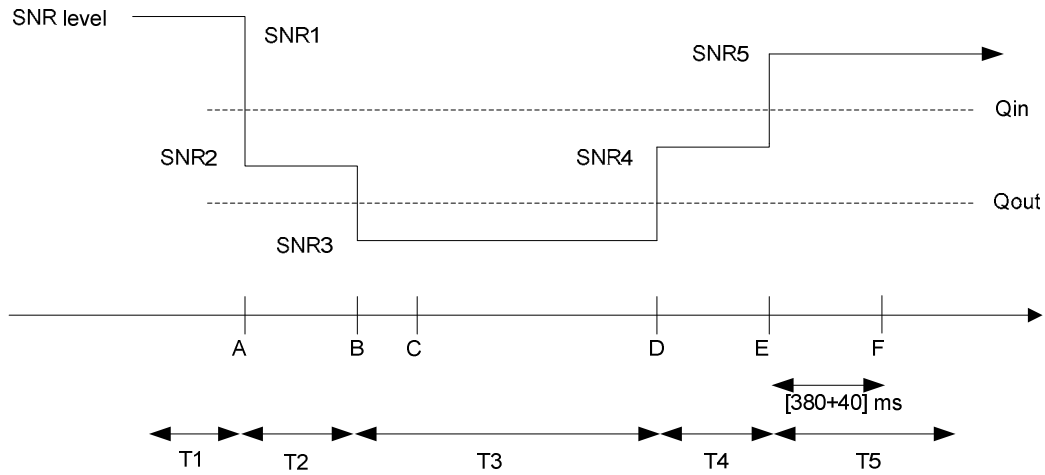 SNR level
SNR1
SNR5
Qin
SNR2
SNR4
Qout
SNR3
A B C D E F
[380+40] ms
T1 T2 T3 T4 T5